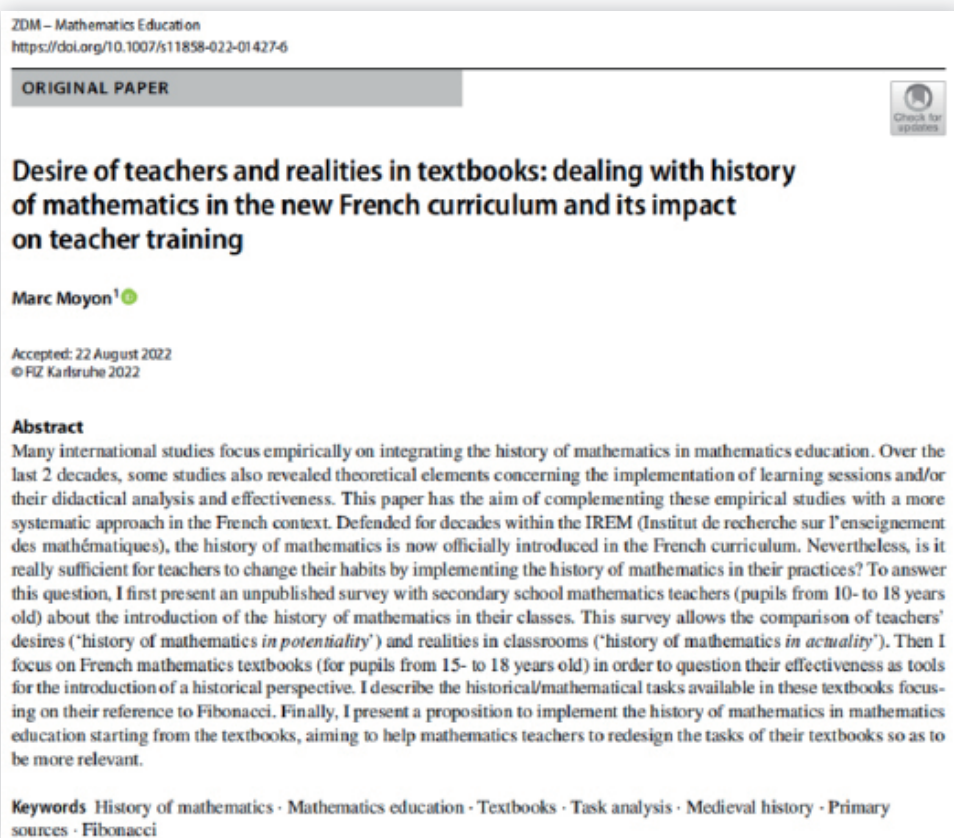 ZDM – Mathematics Education
https://doi.org/10.1007/s11858-022-01427-6
ORIGINAL PAPER
Check for
updates
Desire of teachers and realities in textbooks: dealing with history
of mathematics in the new French curriculum and its impact
on teacher training
Marc Moyon¹
Accepted: 22 August 2022
© FIZ Karlsruhe 2022
Abstract
Many international studies focus empirically on integrating the history of mathematics in mathematics education. Over the
last 2 decades, some studies also revealed theoretical elements concerning the implementation of learning sessions and/or
their didactical analysis and effectiveness. This paper has the aim of complementing these empirical studies with a more
systematic approach in the French context. Defended for decades within the IREM (Institut de recherche sur l'enseignement
des mathématiques), the history of mathematics is now officially introduced in the French curriculum. Nevertheless, is it
really sufficient for teachers to change their habits by implementing the history of mathematics in their practices? To answer
this question, I first present an unpublished survey with secondary school mathematics teachers (pupils from 10- to 18 years
old) about the introduction of the history of mathematics in their classes. This survey allows the comparison of teachers'
desires ('history of mathematics in potentiality') and realities in classrooms ('history of mathematics in actuality'). Then I
focus on French mathematics textbooks (for pupils from 15- to 18 years old) in order to question their effectiveness as tools
for the introduction of a historical perspective. I describe the historical/mathematical tasks available in these textbooks focus-
ing on their reference to Fibonacci. Finally, I present a proposition to implement the history of mathematics in mathematics
education starting from the textbooks, aiming to help mathematics teachers to redesign the tasks of their textbooks so as to
be more relevant.
Keywords History of mathematics · Mathematics education · Textbooks · Task analysis · Medieval history · Primary
sources · Fibonacci